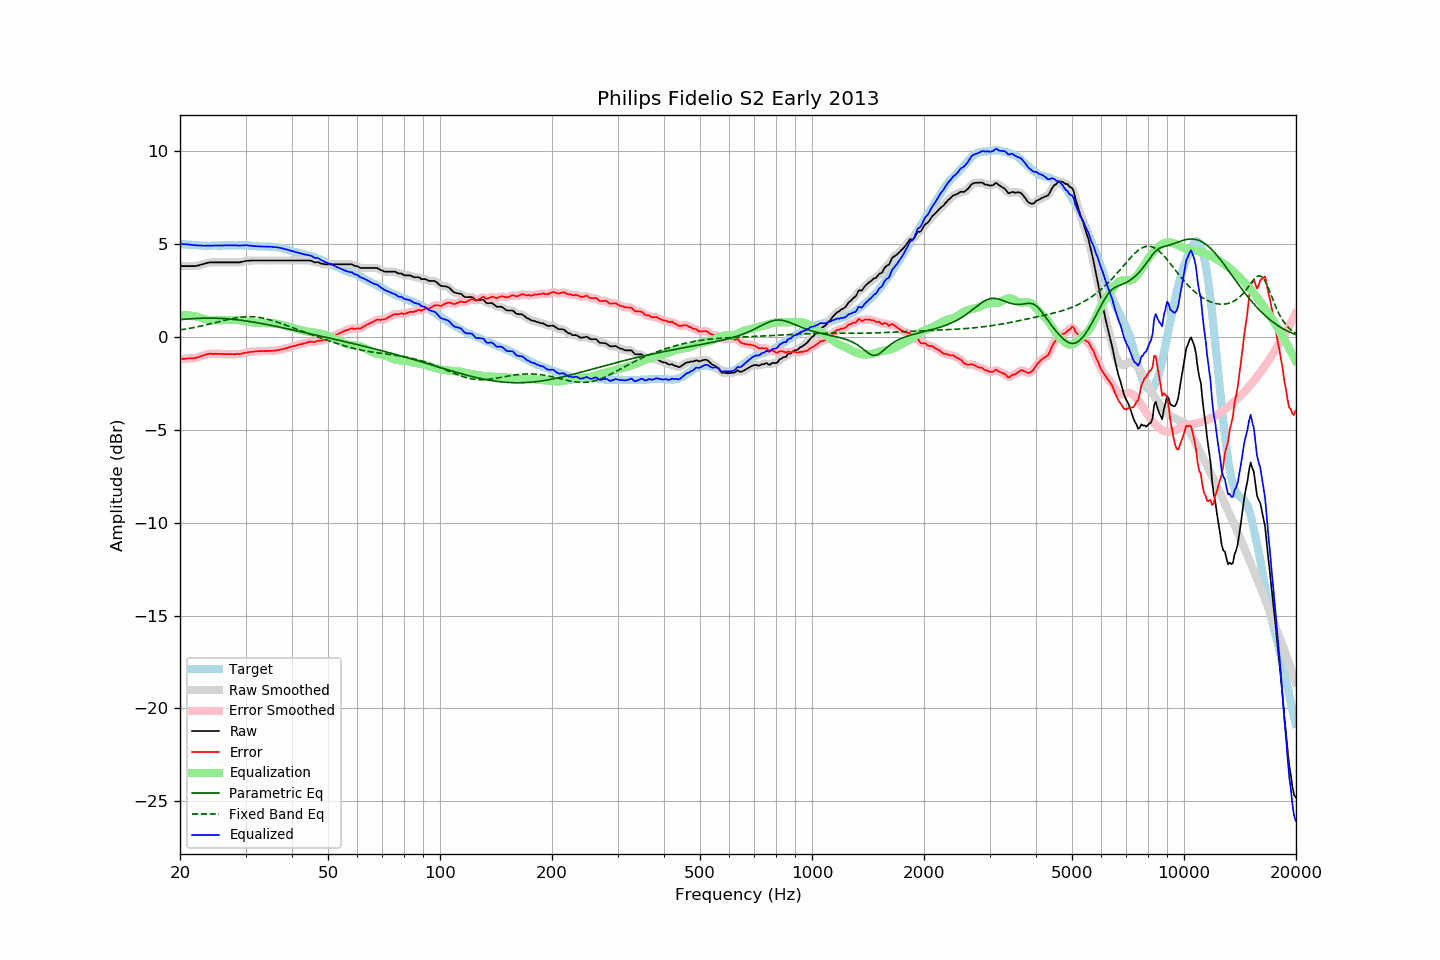 Philips Fidelio S2 Early 2013
Amplitude (dBr)
10
5
0
−5
−10
−15
−20
−25
Target
Raw Smoothed
Error Smoothed
Raw
Error
Equalization
Parametric Eq
Fixed Band Eq
Equalized
20 50 100 200 500 1000 2000 5000 10000 20000
Frequency (Hz)